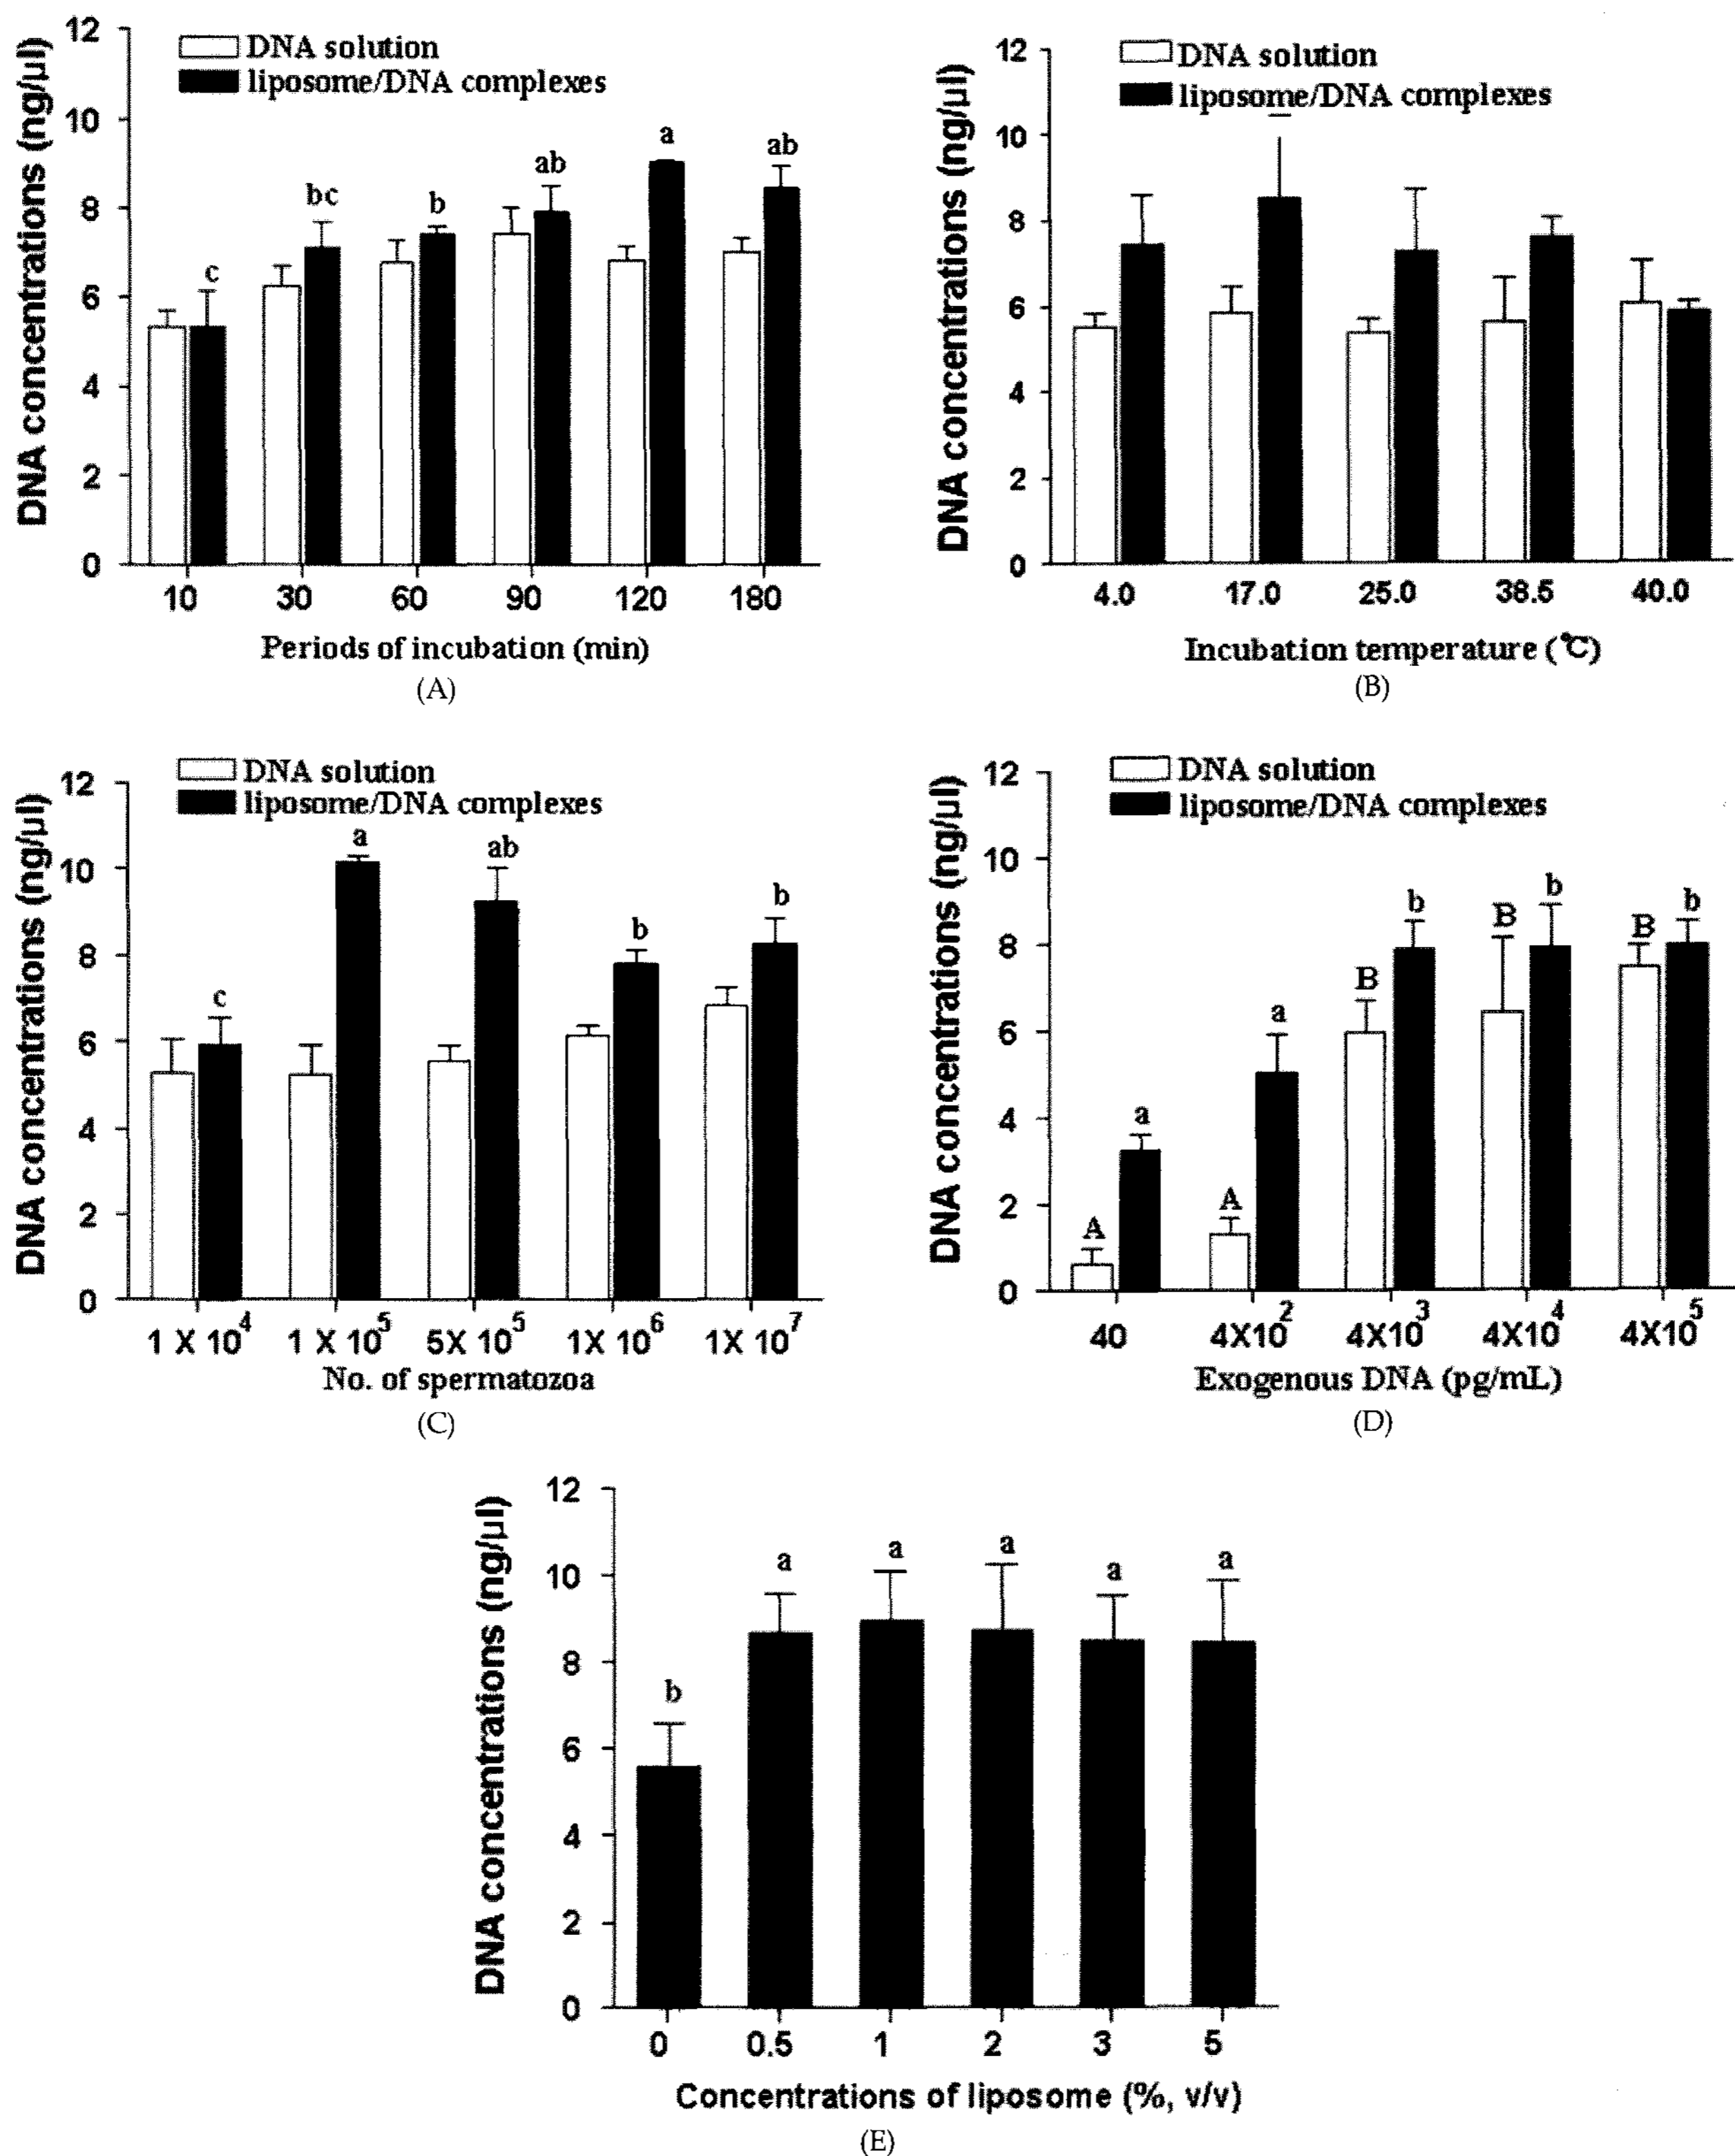 12
10
8
6
4
2
0
DNA concentrations (ng/μl)
DNA solution
liposome/DNA complexes
c
bc
b
ab
a
ab
10 30 60 90 120 180
Periods of incubation (min)
(A)
12
10
8
6
4
2
0
DNA concentrations (ng/μl)
DNA solution
liposome/DNA complexes
4.0 17.0 25.0 38.5 40.0
Incubation temperature (℃)
(B)
12
10
8
6
4
2
0
DNA concentrations (ng/μl)
DNA solution
liposome/DNA complexes
c
a
ab
b
b
1 X 10⁴ 1 X 10⁵ 5X 10⁵ 1X 10⁶ 1X 10⁷
No. of spermatozoa
(C)
12
10
8
6
4
2
0
DNA concentrations (ng/μl)
DNA solution
liposome/DNA complexes
A a
A a
B b
B b
B b
40 4X10² 4X10³ 4X10⁴ 4X10⁵
Exogenous DNA (pg/mL)
(D)
12
10
8
6
4
2
0
DNA concentrations (ng/μl)
b
a
a
a
a
a
0 0.5 1 2 3 5
Concentrations of liposome (%, v/v)
(E)